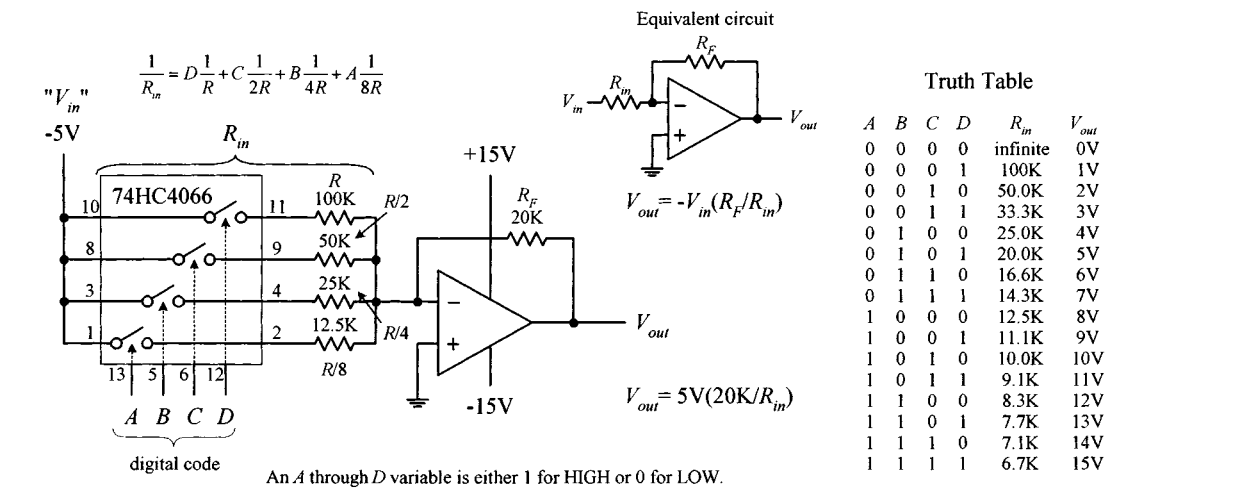 Equivalent circuit
R_F
R_in
V_in
−
+
V_out
V_out= -V_in(R_F/R_in)
1/R_in = D 1/R + C 1/2R + B 1/4R + A 1/8R
"V_in"
-5V
R_in
74HC4066
10
11
R
100K
R/2
8
9
50K
3
4
25K
R/4
1
2
12.5K
R/8
13 5 6 12
A B C D
digital code
+15V
R_F
20K
−
+
-15V
V_out
V_out= 5V(20K/R_in)
An A through D variable is either 1 for HIGH or 0 for LOW.
Truth Table
A B C D R_in V_out
0 0 0 0 infinite 0V
0 0 0 1 100K 1V
0 0 1 0 50.0K 2V
0 0 1 1 33.3K 3V
0 1 0 0 25.0K 4V
0 1 0 1 20.0K 5V
0 1 1 0 16.6K 6V
0 1 1 1 14.3K 7V
1 0 0 0 12.5K 8V
1 0 0 1 11.1K 9V
1 0 1 0 10.0K 10V
1 0 1 1 9.1K 11V
1 1 0 0 8.3K 12V
1 1 0 1 7.7K 13V
1 1 1 0 7.1K 14V
1 1 1 1 6.7K 15V